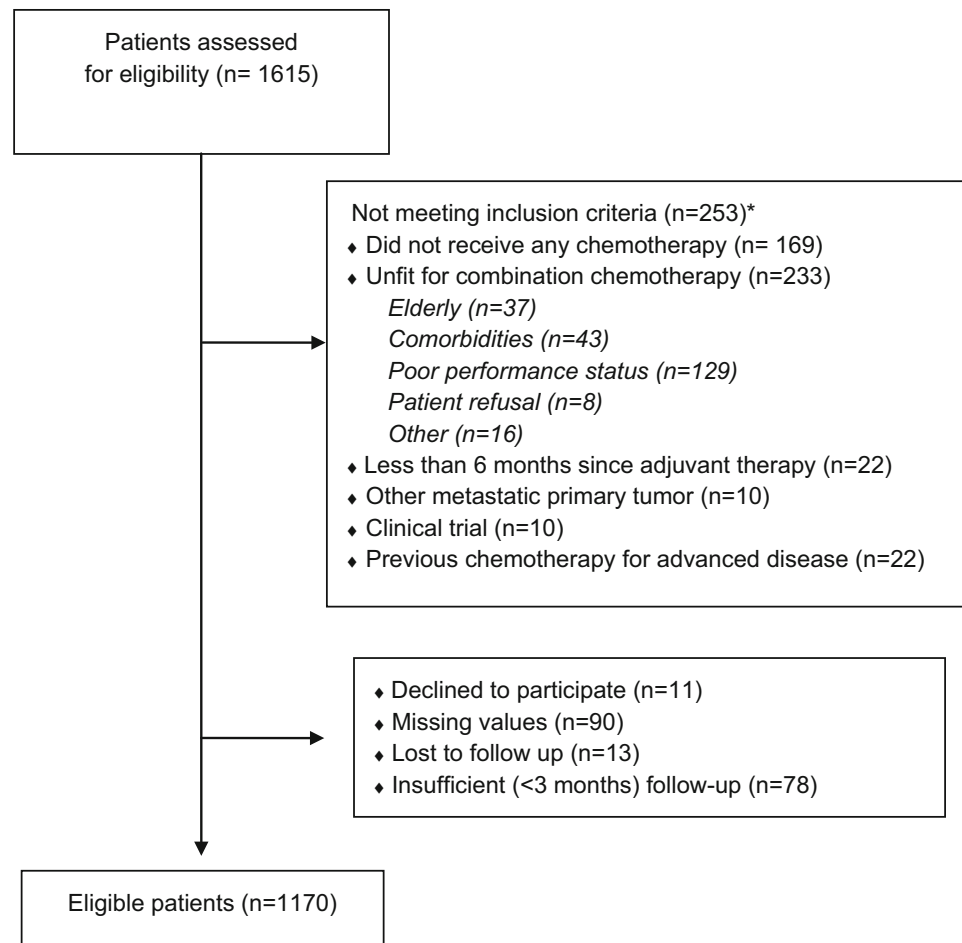 Patients assessed
for eligibility (n= 1615)
Not meeting inclusion criteria (n=253)*
♦ Did not receive any chemotherapy (n= 169)
♦ Unfit for combination chemotherapy (n=233)
Elderly (n=37)
Comorbidities (n=43)
Poor performance status (n=129)
Patient refusal (n=8)
Other (n=16)
♦ Less than 6 months since adjuvant therapy (n=22)
♦ Other metastatic primary tumor (n=10)
♦ Clinical trial (n=10)
♦ Previous chemotherapy for advanced disease (n=22)
♦ Declined to participate (n=11)
♦ Missing values (n=90)
♦ Lost to follow up (n=13)
♦ Insufficient (<3 months) follow-up (n=78)
Eligible patients (n=1170)